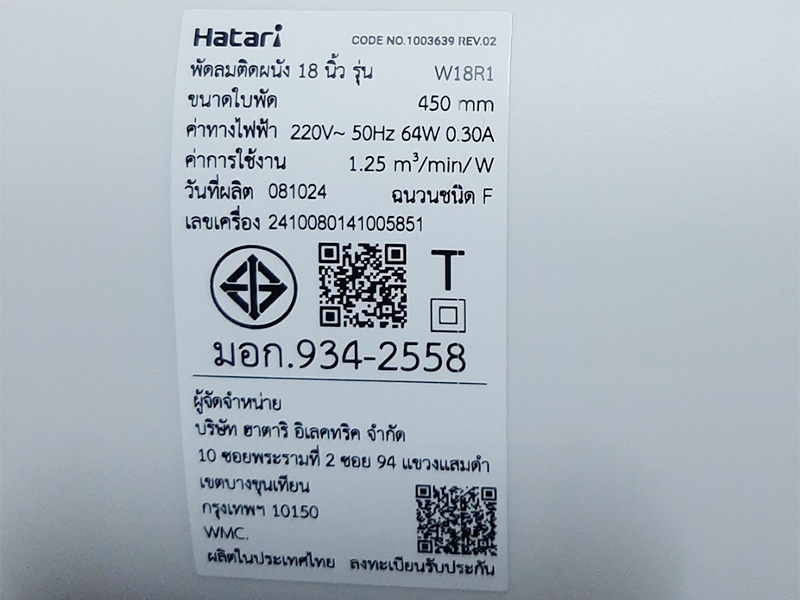 Hatari CODE NO.1003639 REV.02
พัดลมติดผนัง 18 นิ้ว รุ่น W18R1
ขนาดใบพัด 450 mm
ค่าทางไฟฟ้า 220V~ 50Hz 64W 0.30A
ค่าการใช้งาน 1.25 m³/min/W
วันที่ผลิต 081024 ฉนวนชนิด F
เลขเครื่อง 2410080141005851
T
มอก.934-2558
ผู้จัดจำหน่าย
บริษัท ฮาตาริ อิเลคทริค จำกัด
10 ซอยพระรามที่ 2 ซอย 94 แขวงแสมดำ
เขตบางขุนเทียน
กรุงเทพฯ 10150
WMC.
ผลิตในประเทศไทย ลงทะเบียนรับประกัน